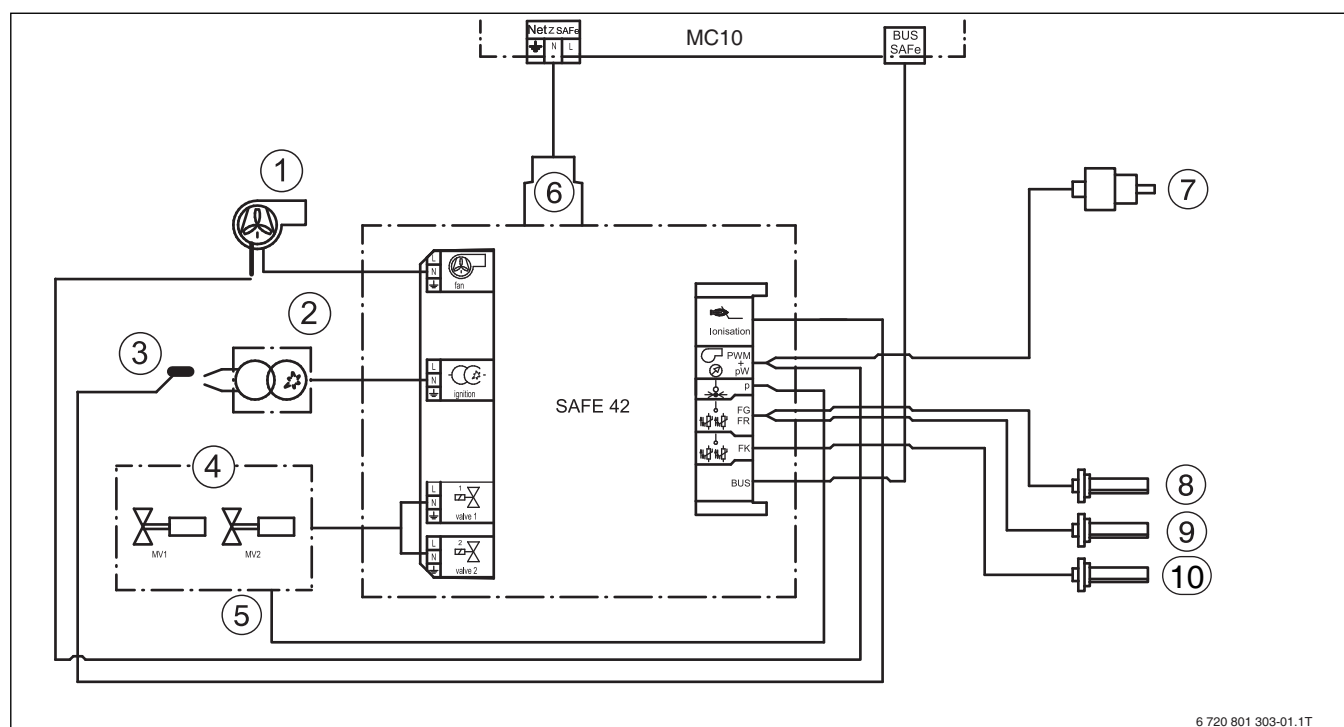 Netz SAFe
N L
MC10
BUS
SAFe
1
6
7
L
N
fan
2
Ionisation
3
PWM
+
pW
L
N
ignition
SAFE 42
p
FG
FR
FK
4
BUS
8
L
N
1
valve 1
9
MV1
MV2
L
N
2
valve 2
10
5
6 720 801 303-01.1T